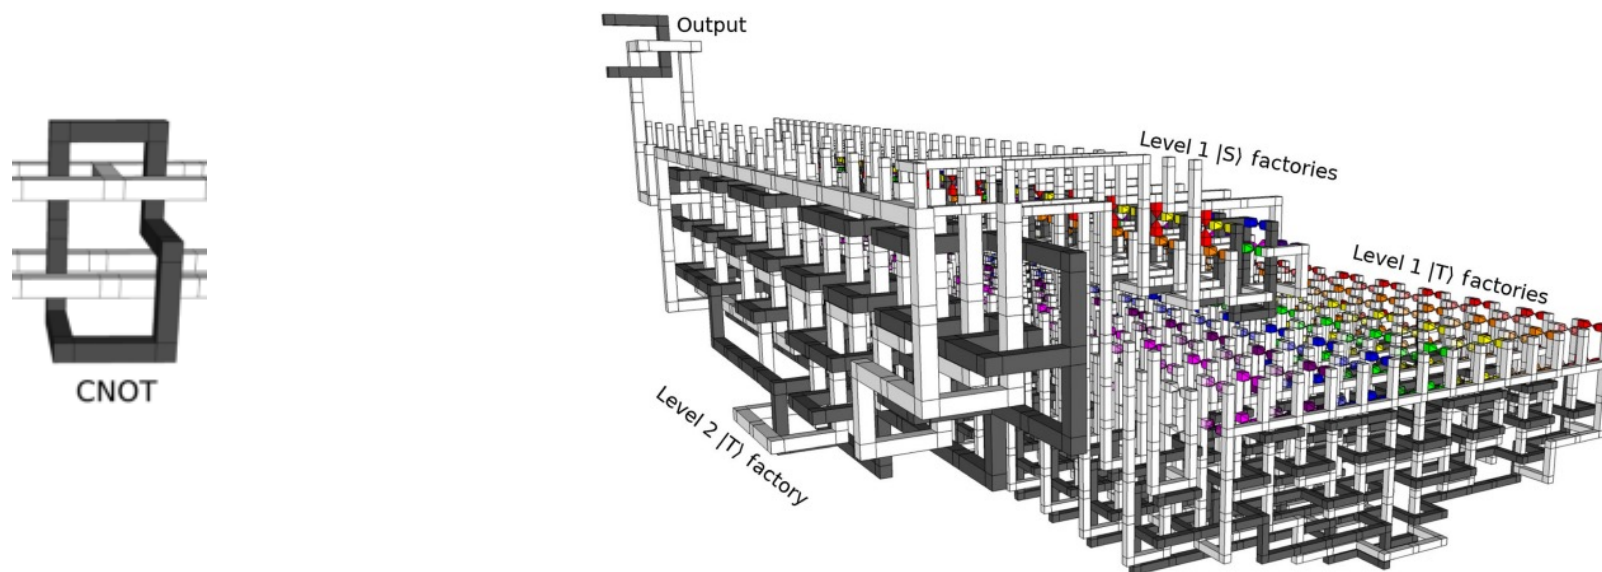 CNOT
Output
Level 1 |S⟩ factories
Level 1 |T⟩ factories
Level 2 |T⟩ factory